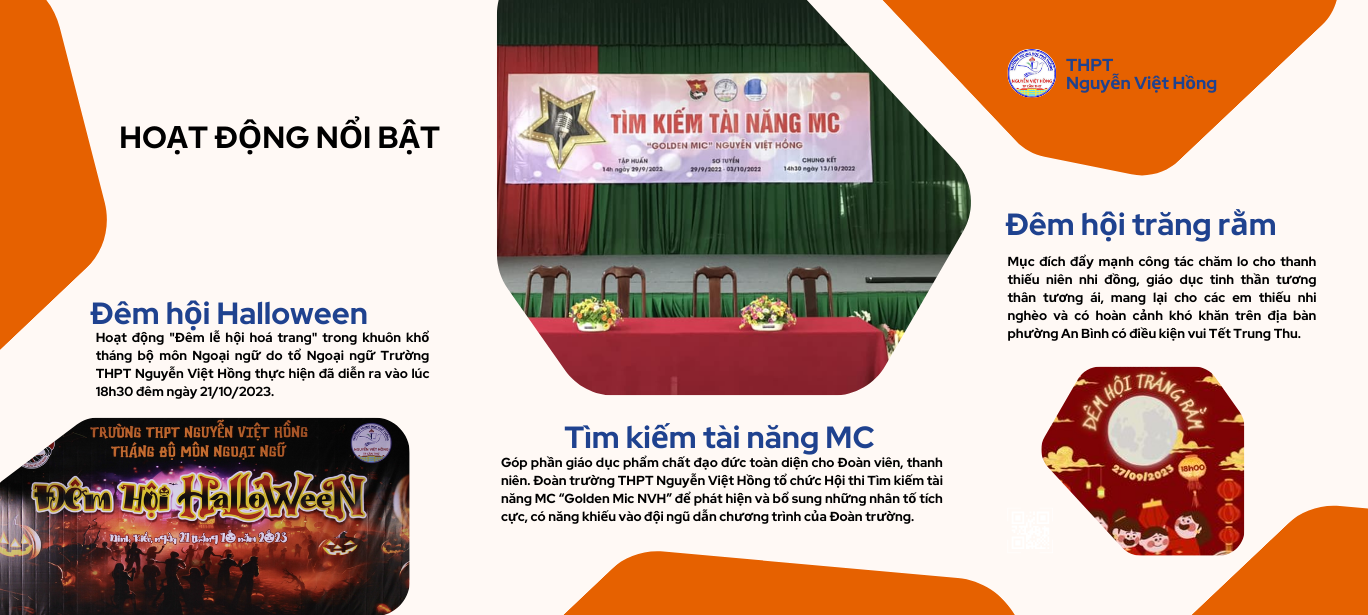 HOẠT ĐỘNG NỔI BẬT
Đêm hội Halloween
Hoạt động "Đêm lễ hội hoá trang" trong khuôn khổ
tháng bộ môn Ngoại ngữ do tổ Ngoại ngữ Trường
THPT Nguyễn Việt Hồng thực hiện đã diễn ra vào lúc
18h30 đêm ngày 21/10/2023.
TRƯỜNG THPT NGUYỄN VIỆT HỒNG
THÁNG BỘ MÔN NGOẠI NGỮ
Đêm Hội HalloWeeN
Ninh Kiều, ngày 21 tháng 10 năm 2023
TÌM KIẾM TÀI NĂNG MC
"GOLDEN MIC" NGUYỄN VIỆT HỒNG
TẬP HUẤN SƠ TUYỂN CHUNG KẾT
14h ngày 29/9/2022 29/9/2022 - 03/10/2022 14h30 ngày 13/10/2022
Tìm kiếm tài năng MC
Góp phần giáo dục phẩm chất đạo đức toàn diện cho Đoàn viên, thanh
niên. Đoàn trường THPT Nguyễn Việt Hồng tổ chức Hội thi Tìm kiếm tài
năng MC “Golden Mic NVH” để phát hiện và bổ sung những nhân tố tích
cực, có năng khiếu vào đội ngũ dẫn chương trình của Đoàn trường.
NGUYỄN VIỆT HỒNG
THPT
Nguyễn Việt Hồng
Đêm hội trăng rằm
Mục đích đẩy mạnh công tác chăm lo cho thanh
thiếu niên nhi đồng, giáo dục tinh thần tương
thân tương ái, mang lại cho các em thiếu nhi
nghèo và có hoàn cảnh khó khăn trên địa bàn
phường An Bình có điều kiện vui Tết Trung Thu.
ĐÊM HỘI TRĂNG RẰM
27/09/2023
18h00